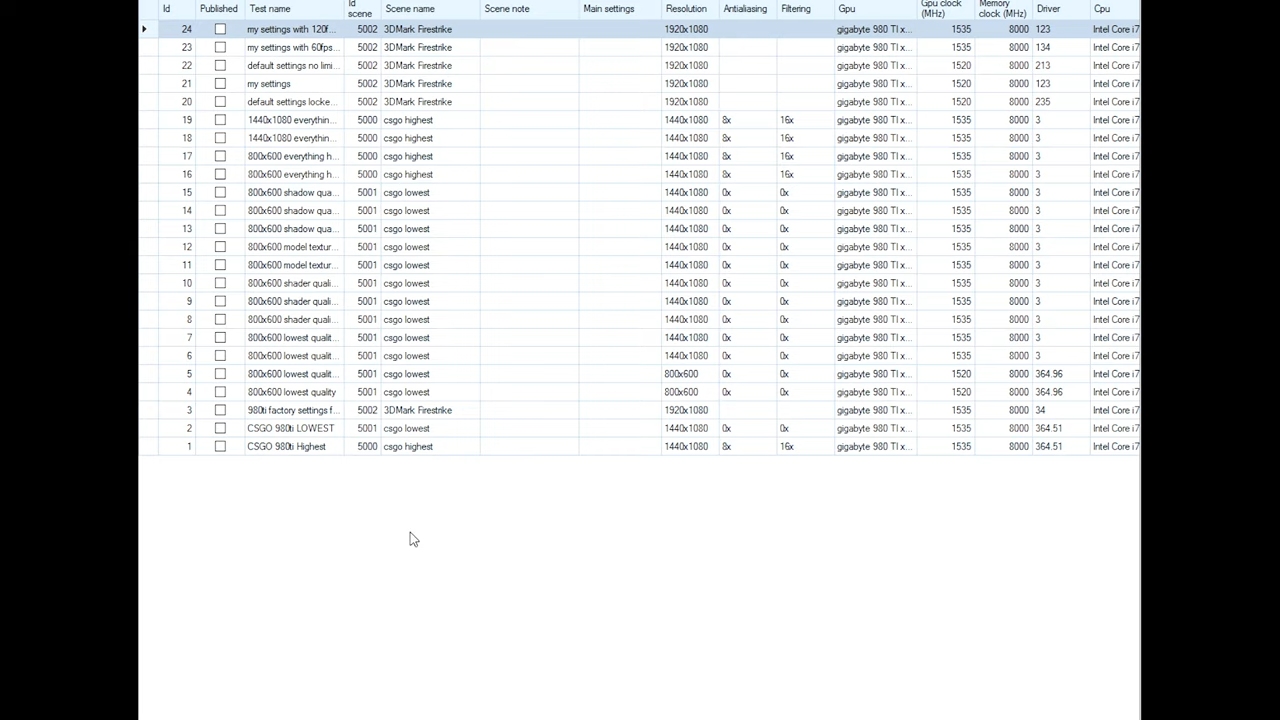 Id Published Test name Id scene Scene name Scene note Main settings Resolution Antialiasing Filtering Gpu Gpu clock (MHz) Memory clock (MHz) Driver Cpu
24 my settings with 120f... 5002 3DMark Firestrike 1920x1080 gigabyte 980 TI x... 1535 8000 123 Intel Core i7
23 my settings with 60fps... 5002 3DMark Firestrike 1920x1080 gigabyte 980 TI x... 1535 8000 134 Intel Core i7
22 default settings no limi... 5002 3DMark Firestrike 1920x1080 gigabyte 980 TI x... 1520 8000 213 Intel Core i7
21 my settings 5002 3DMark Firestrike 1920x1080 gigabyte 980 TI x... 1520 8000 123 Intel Core i7
20 default settings locke... 5002 3DMark Firestrike 1920x1080 gigabyte 980 TI x... 1520 8000 235 Intel Core i7
19 1440x1080 everythin... 5000 csgo highest 1440x1080 8x 16x gigabyte 980 TI x... 1535 8000 3 Intel Core i7
18 1440x1080 everythin... 5000 csgo highest 1440x1080 8x 16x gigabyte 980 TI x... 1535 8000 3 Intel Core i7
17 800x600 everything h... 5000 csgo highest 1440x1080 8x 16x gigabyte 980 TI x... 1535 8000 3 Intel Core i7
16 800x600 everything h... 5000 csgo highest 1440x1080 8x 16x gigabyte 980 TI x... 1535 8000 3 Intel Core i7
15 800x600 shadow qua... 5001 csgo lowest 1440x1080 0x 0x gigabyte 980 TI x... 1535 8000 3 Intel Core i7
14 800x600 shadow qua... 5001 csgo lowest 1440x1080 0x 0x gigabyte 980 TI x... 1535 8000 3 Intel Core i7
13 800x600 shadow qua... 5001 csgo lowest 1440x1080 0x 0x gigabyte 980 TI x... 1535 8000 3 Intel Core i7
12 800x600 model textur... 5001 csgo lowest 1440x1080 0x 0x gigabyte 980 TI x... 1535 8000 3 Intel Core i7
11 800x600 model textur... 5001 csgo lowest 1440x1080 0x 0x gigabyte 980 TI x... 1535 8000 3 Intel Core i7
10 800x600 shader quali... 5001 csgo lowest 1440x1080 0x 0x gigabyte 980 TI x... 1535 8000 3 Intel Core i7
9 800x600 shader quali... 5001 csgo lowest 1440x1080 0x 0x gigabyte 980 TI x... 1535 8000 3 Intel Core i7
8 800x600 shader quali... 5001 csgo lowest 1440x1080 0x 0x gigabyte 980 TI x... 1535 8000 3 Intel Core i7
7 800x600 lowest qualit... 5001 csgo lowest 1440x1080 0x 0x gigabyte 980 TI x... 1535 8000 3 Intel Core i7
6 800x600 lowest qualit... 5001 csgo lowest 1440x1080 0x 0x gigabyte 980 TI x... 1535 8000 3 Intel Core i7
5 800x600 lowest qualit... 5001 csgo lowest 800x600 0x 0x gigabyte 980 TI x... 1520 8000 364.96 Intel Core i7
4 800x600 lowest quality 5001 csgo lowest 800x600 0x 0x gigabyte 980 TI x... 1520 8000 364.96 Intel Core i7
3 980ti factory settings f... 5002 3DMark Firestrike 1920x1080 gigabyte 980 TI x... 1535 8000 34 Intel Core i7
2 CSGO 980ti LOWEST 5001 csgo lowest 1440x1080 0x 0x gigabyte 980 TI x... 1535 8000 364.51 Intel Core i7
1 CSGO 980ti Highest 5000 csgo highest 1440x1080 8x 16x gigabyte 980 TI x... 1535 8000 364.51 Intel Core i7